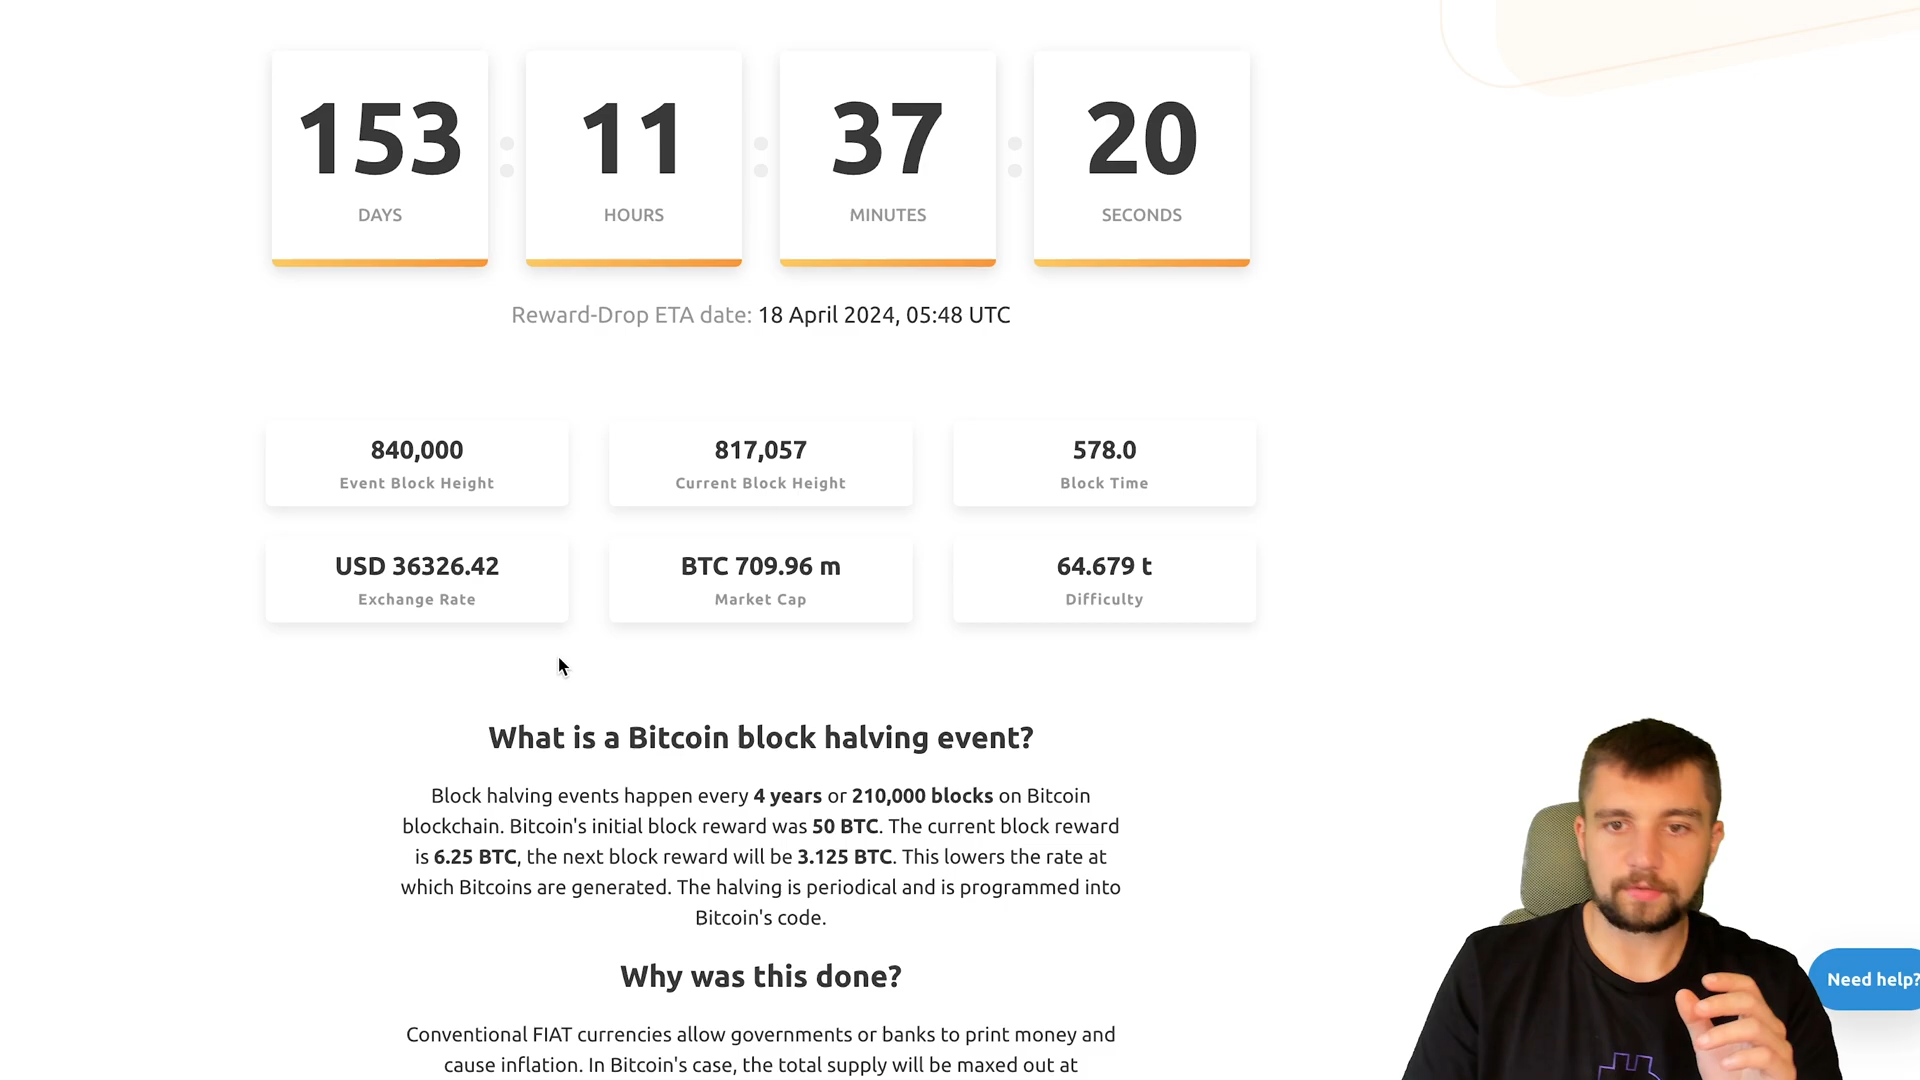 153 : 11 : 37 : 20
DAYS HOURS MINUTES SECONDS
Reward-Drop ETA date: 18 April 2024, 05:48 UTC
840,000 817,057 578.0
Event Block Height Current Block Height Block Time
USD 36326.42 BTC 709.96 m 64.679 t
Exchange Rate Market Cap Difficulty
What is a Bitcoin block halving event?
Block halving events happen every 4 years or 210,000 blocks on Bitcoin
blockchain. Bitcoin's initial block reward was 50 BTC. The current block reward
is 6.25 BTC, the next block reward will be 3.125 BTC. This lowers the rate at
which Bitcoins are generated. The halving is periodical and is programmed into
Bitcoin's code.
Why was this done?
Need help?
Conventional FIAT currencies allow governments or banks to print money and
cause inflation. In Bitcoin's case, the total supply will be maxed out at